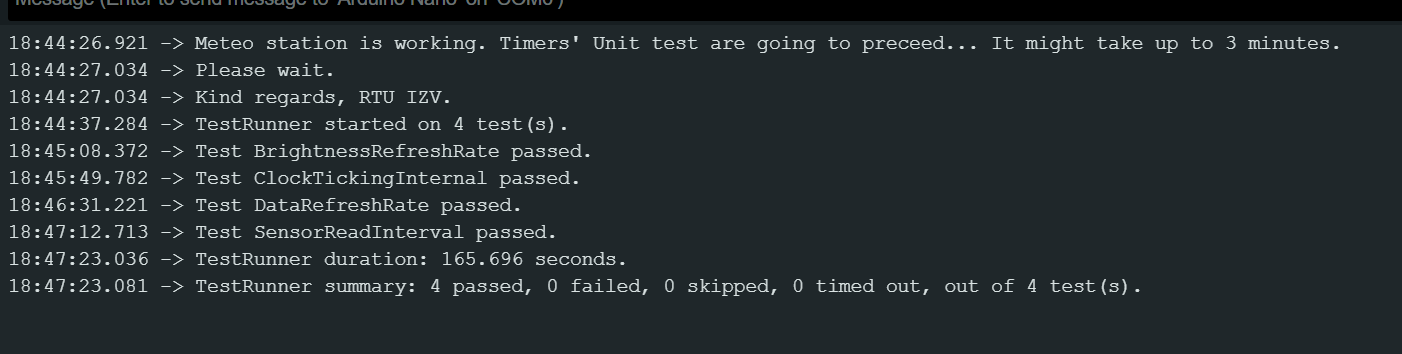 Message (Enter to send message to 'Arduino Nano' on 'COM6')
18:44:26.921 -> Meteo station is working. Timers' Unit test are going to preceed... It might take up to 3 minutes.
18:44:27.034 -> Please wait.
18:44:27.034 -> Kind regards, RTU IZV.
18:44:37.284 -> TestRunner started on 4 test(s).
18:45:08.372 -> Test BrightnessRefreshRate passed.
18:45:49.782 -> Test ClockTickingInternal passed.
18:46:31.221 -> Test DataRefreshRate passed.
18:47:12.713 -> Test SensorReadInterval passed.
18:47:23.036 -> TestRunner duration: 165.696 seconds.
18:47:23.081 -> TestRunner summary: 4 passed, 0 failed, 0 skipped, 0 timed out, out of 4 test(s).